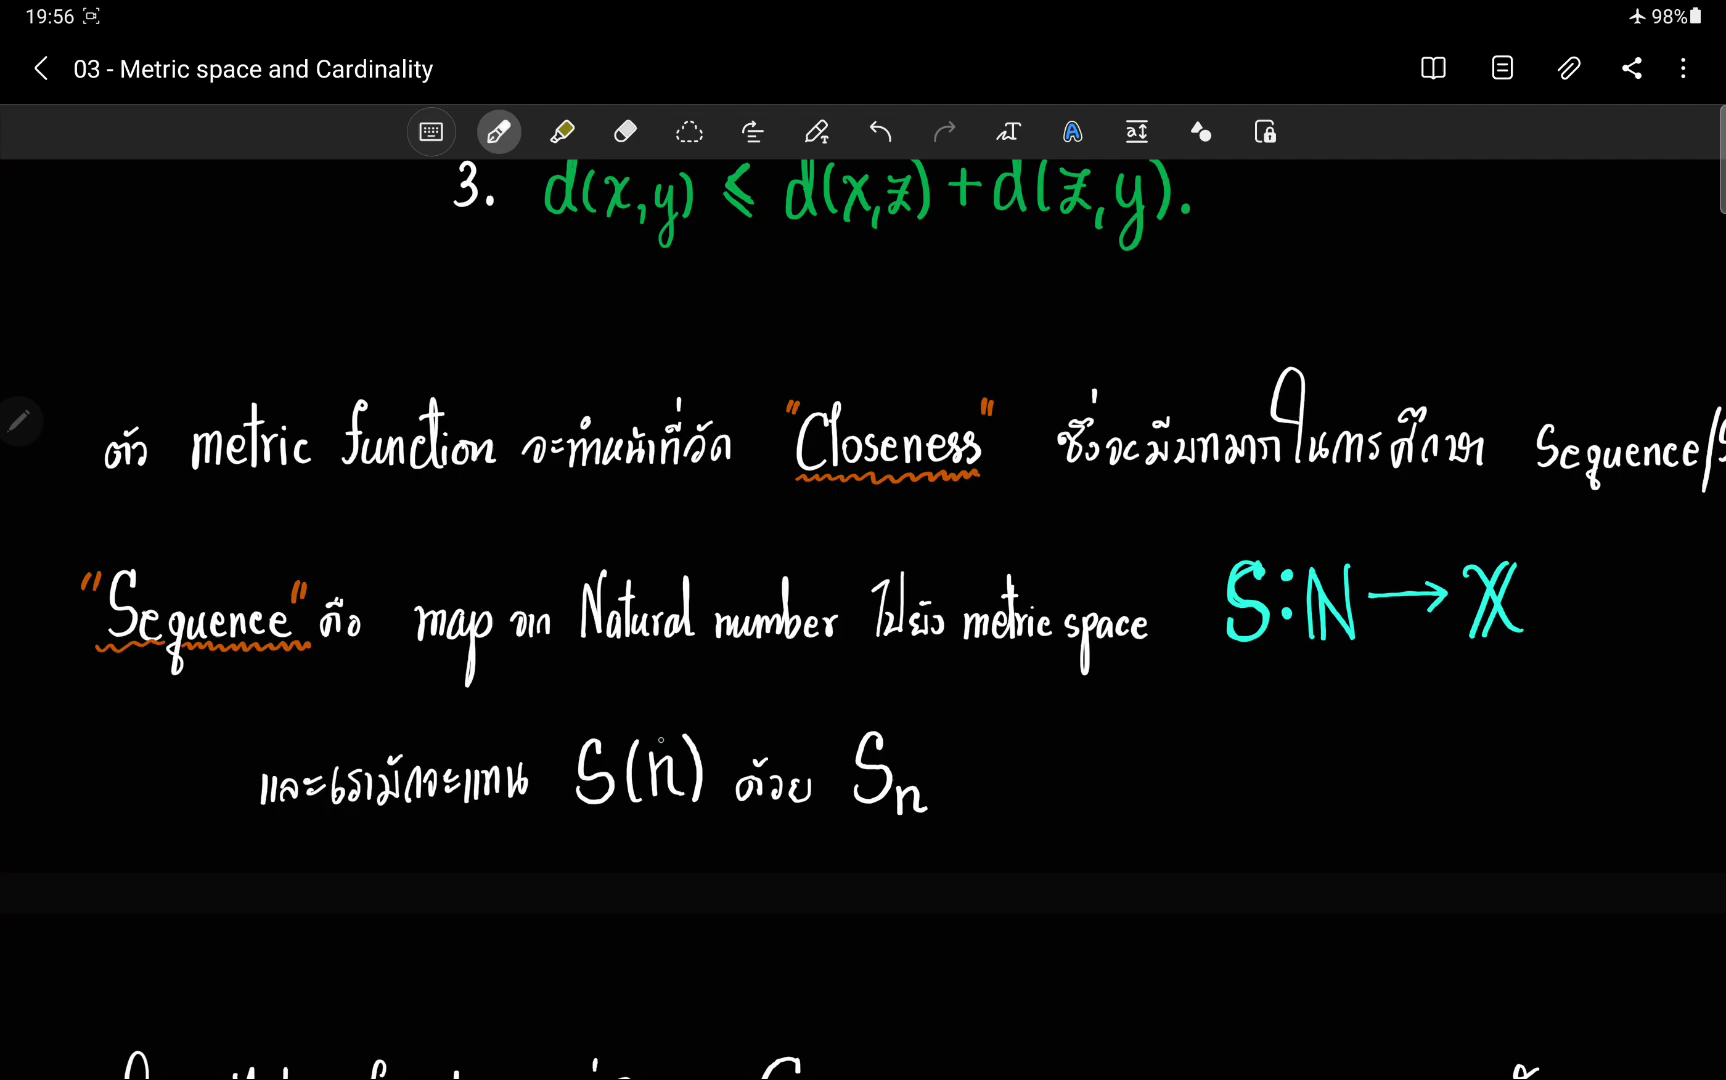 19:56 98%
03 - Metric space and Cardinality
3. d(x,y) ≤ d(x,z) + d(z,y).
ตัว metric function จะทำหน้าที่วัด "Closeness" ซึ่งจะมีบทมากในการศึกษา Sequence/
"Sequence" คือ map จาก Natural number ไปยัง metric space S:N→X
และเรามักจะแทน S(n) ด้วย Sn